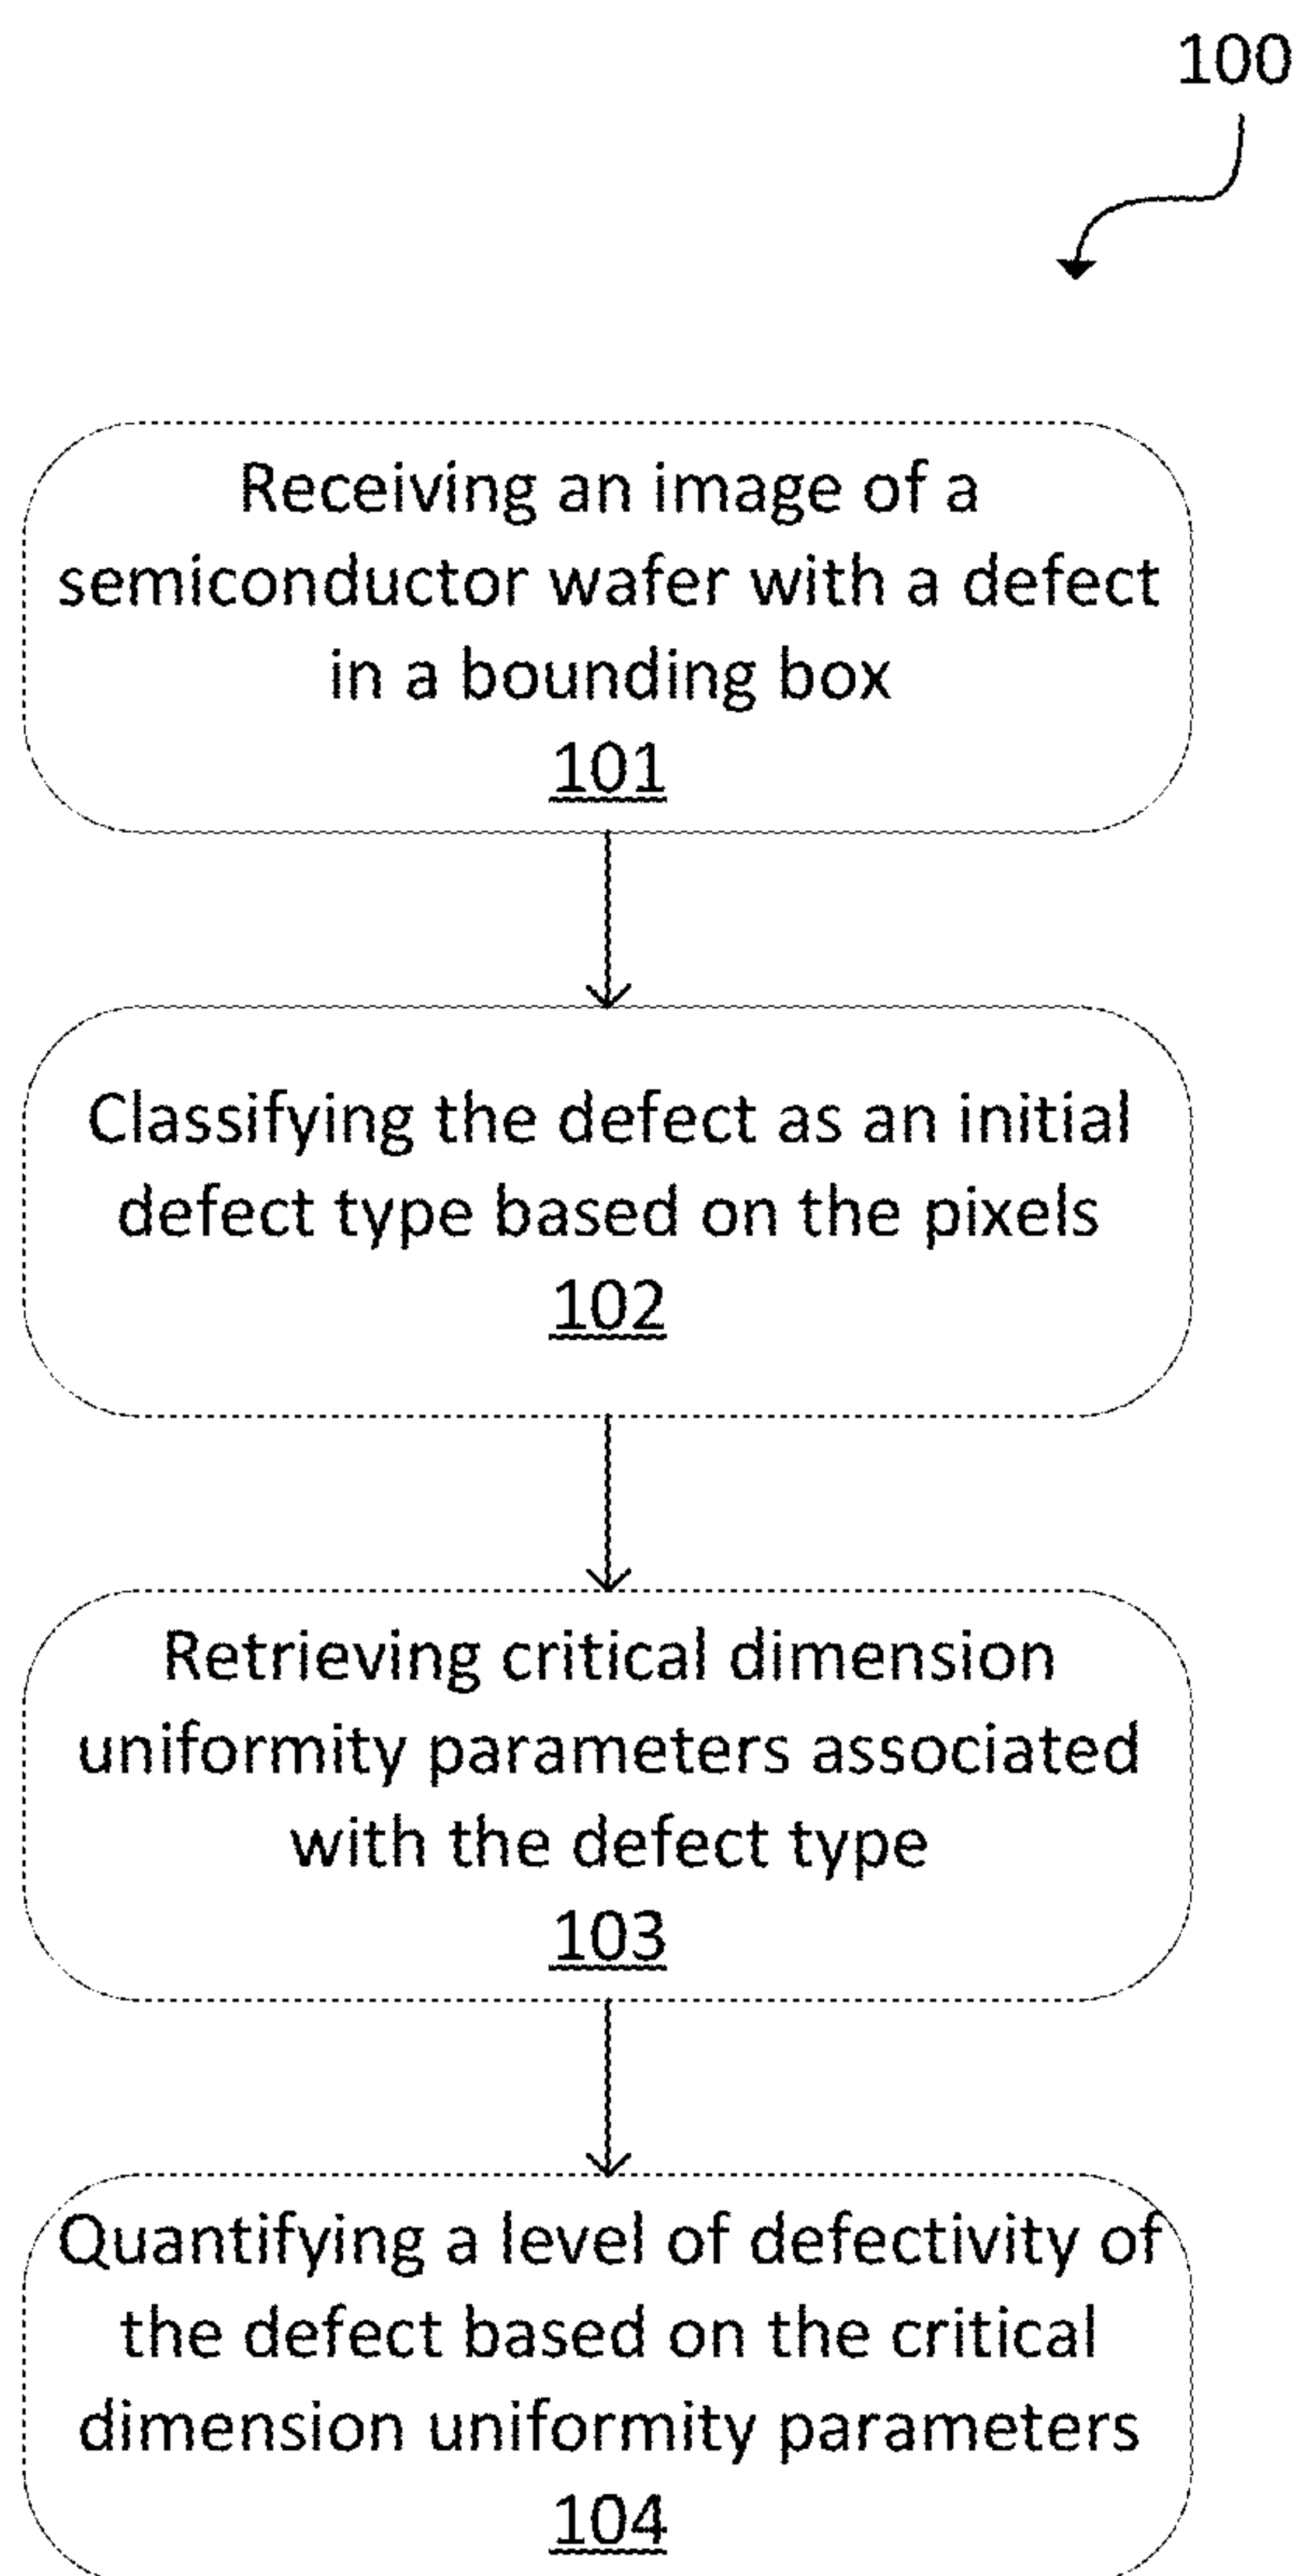 100
Receiving an image of a
semiconductor wafer with a defect
in a bounding box
101
Classifying the defect as an initial
defect type based on the pixels
102
Retrieving critical dimension
uniformity parameters associated
with the defect type
103
Quantifying a level of defectivity of
the defect based on the critical
dimension uniformity parameters
104